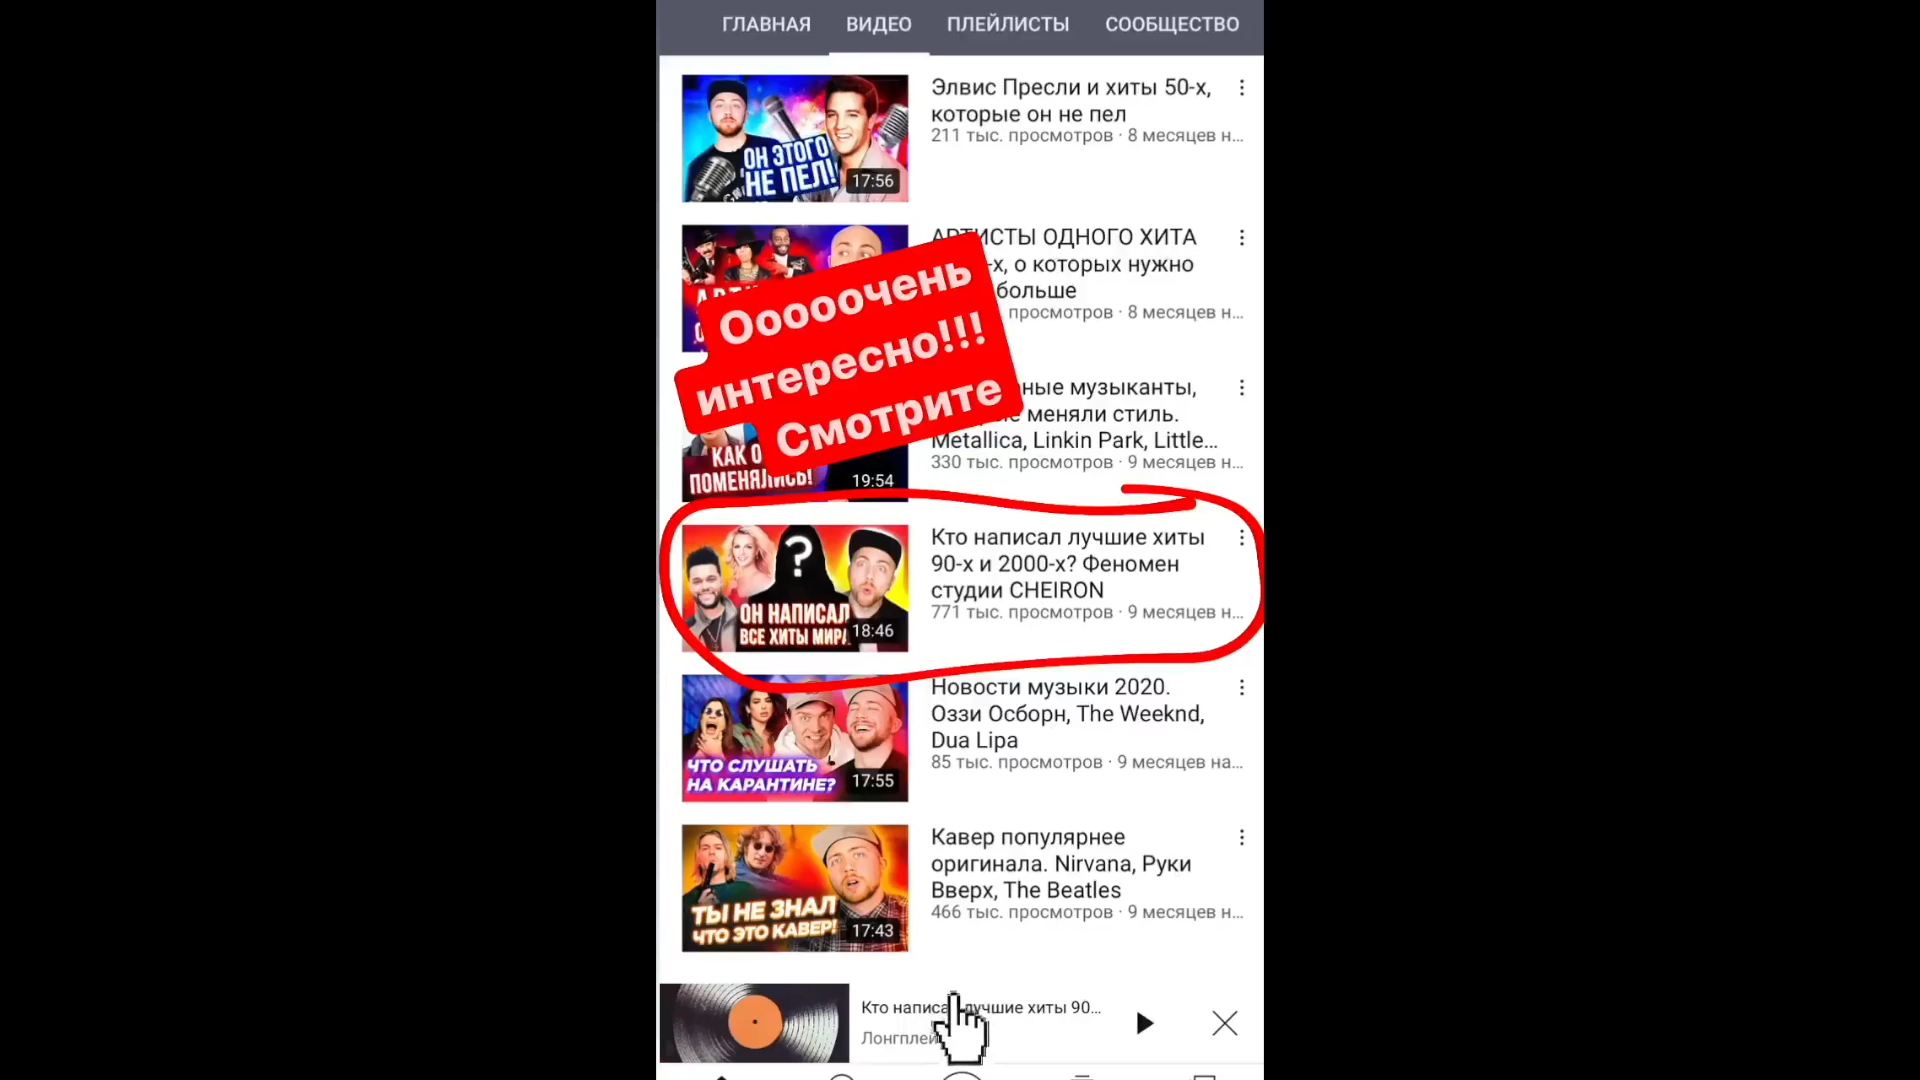 ГЛАВНАЯ ВИДЕО ПЛЕЙЛИСТЫ СООБЩЕСТВО
ОН ЭТОГО
НЕ ПЕЛ!
17:56
Элвис Пресли и хиты 50-х,
которые он не пел
211 тыс. просмотров · 8 месяцев н...
АРТИСТЫ ОДНОГО ХИТА
-х, о которых нужно
больше
просмотров · 8 месяцев н...
Ооооочень
интересно!!!
Смотрите
КАК О
ПОМЕНЯЛИСЬ!
19:54
ные музыканты,
меняли стиль.
Metallica, Linkin Park, Little...
330 тыс. просмотров · 9 месяцев н...
?
ОН НАПИСАЛ
ВСЕ ХИТЫ МИРА
18:46
Кто написал лучшие хиты
90-х и 2000-х? Феномен
студии CHEIRON
771 тыс. просмотров · 9 месяцев н...
ЧТО СЛУШАТЬ
НА КАРАНТИНЕ?
17:55
Новости музыки 2020.
Оззи Осборн, The Weeknd,
Dua Lipa
85 тыс. просмотров · 9 месяцев на...
ТЫ НЕ ЗНАЛ
ЧТО ЭТО КАВЕР!
17:43
Кавер популярнее
оригинала. Nirvana, Руки
Вверх, The Beatles
466 тыс. просмотров · 9 месяцев н...
Кто написа лучшие хиты 90...
Лонгплей